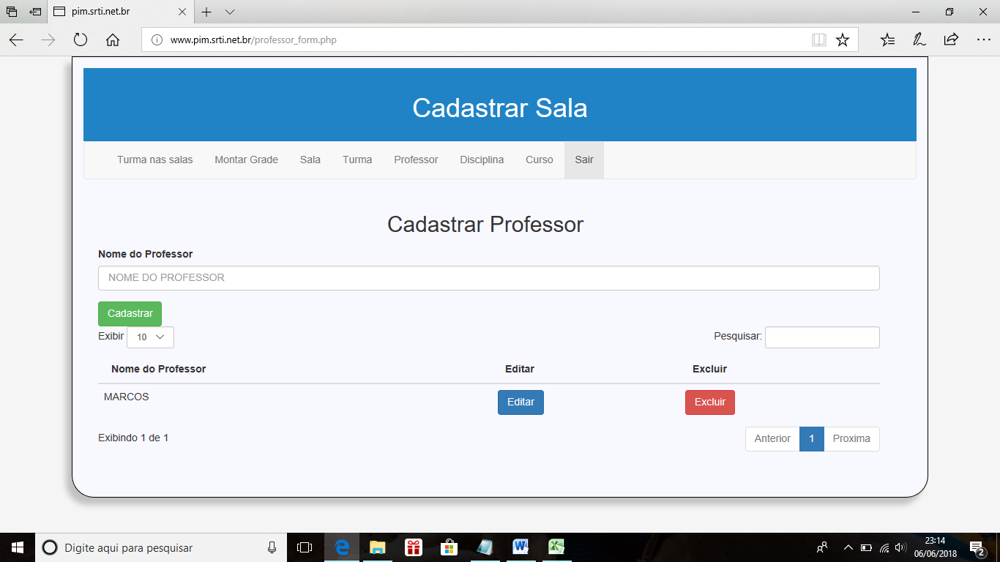 pim.srti.net.br
www.pim.srti.net.br/professor_form.php
Cadastrar Sala
Turma nas salas Montar Grade Sala Turma Professor Disciplina Curso Sair
Cadastrar Professor
Nome do Professor
NOME DO PROFESSOR
Cadastrar
Exibir 10 Pesquisar:
Nome do Professor Editar Excluir
MARCOS Editar Excluir
Exibindo 1 de 1 Anterior 1 Proxima
Digite aqui para pesquisar
23:14
06/06/2018
2